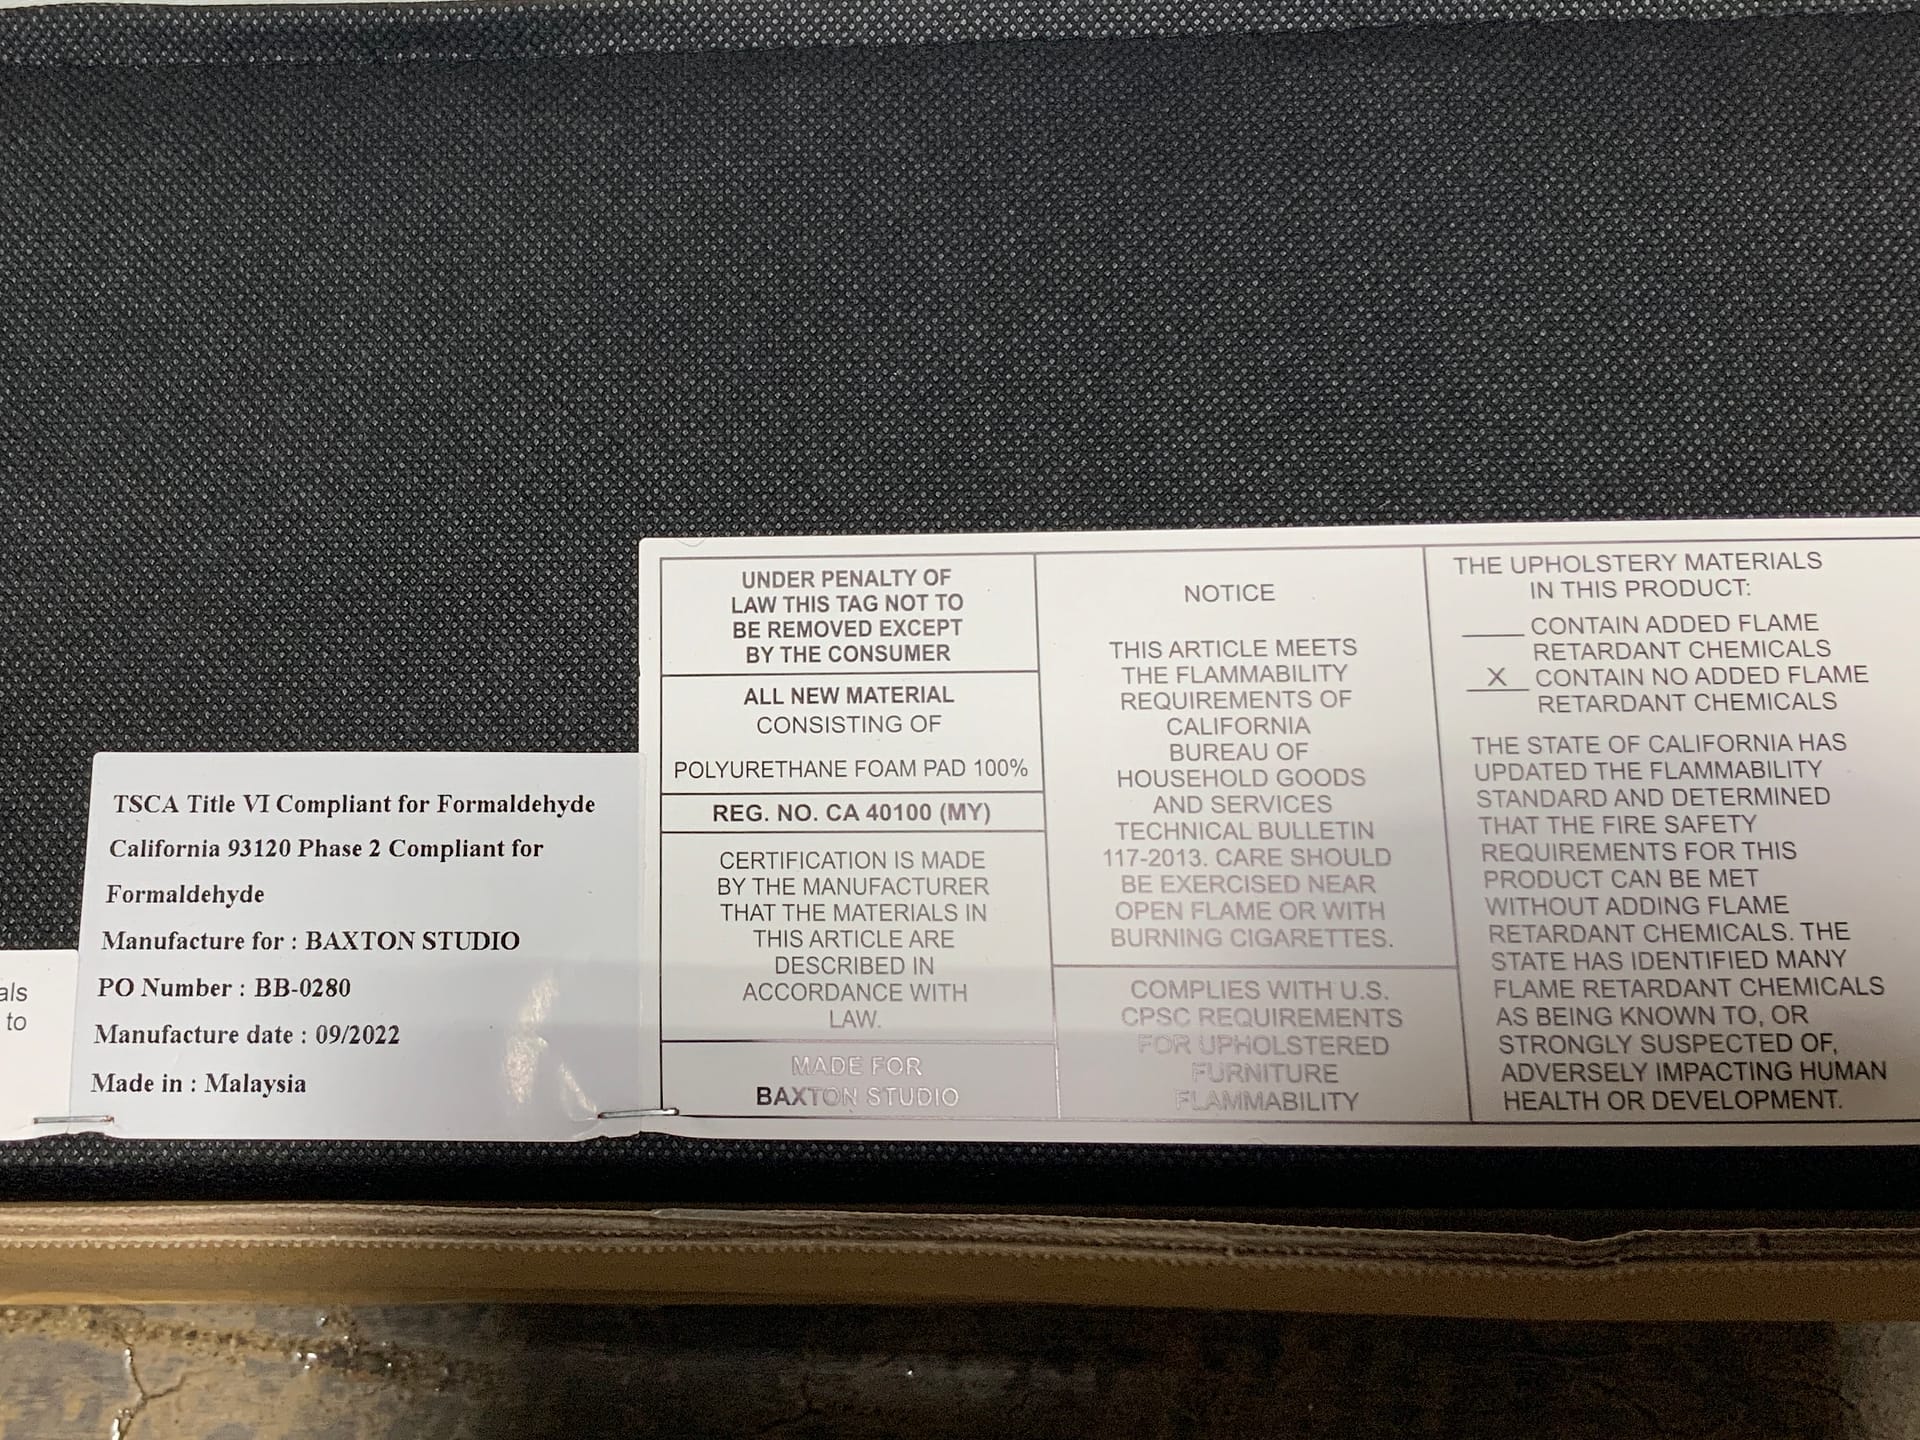 als
to
TSCA Title VI Compliant for Formaldehyde
California 93120 Phase 2 Compliant for
Formaldehyde
Manufacture for : BAXTON STUDIO
PO Number : BB-0280
Manufacture date : 09/2022
Made in : Malaysia
UNDER PENALTY OF
LAW THIS TAG NOT TO
BE REMOVED EXCEPT
BY THE CONSUMER
ALL NEW MATERIAL
CONSISTING OF
POLYURETHANE FOAM PAD 100%
REG. NO. CA 40100 (MY)
CERTIFICATION IS MADE
BY THE MANUFACTURER
THAT THE MATERIALS IN
THIS ARTICLE ARE
DESCRIBED IN
ACCORDANCE WITH
LAW.
MADE FOR
BAXTON STUDIO
NOTICE
THIS ARTICLE MEETS
THE FLAMMABILITY
REQUIREMENTS OF
CALIFORNIA
BUREAU OF
HOUSEHOLD GOODS
AND SERVICES
TECHNICAL BULLETIN
117-2013. CARE SHOULD
BE EXERCISED NEAR
OPEN FLAME OR WITH
BURNING CIGARETTES.
COMPLIES WITH U.S.
CPSC REQUIREMENTS
FOR UPHOLSTERED
FURNITURE
FLAMMABILITY
THE UPHOLSTERY MATERIALS
IN THIS PRODUCT:
____ CONTAIN ADDED FLAME
RETARDANT CHEMICALS
X CONTAIN NO ADDED FLAME
RETARDANT CHEMICALS
THE STATE OF CALIFORNIA HAS
UPDATED THE FLAMMABILITY
STANDARD AND DETERMINED
THAT THE FIRE SAFETY
REQUIREMENTS FOR THIS
PRODUCT CAN BE MET
WITHOUT ADDING FLAME
RETARDANT CHEMICALS. THE
STATE HAS IDENTIFIED MANY
FLAME RETARDANT CHEMICALS
AS BEING KNOWN TO, OR
STRONGLY SUSPECTED OF,
ADVERSELY IMPACTING HUMAN
HEALTH OR DEVELOPMENT.